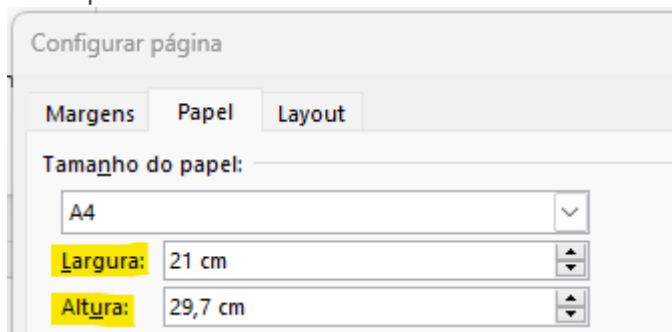 Configurar página
Margens Papel Layout
Tamanho do papel:
A4
Largura: 21 cm
Altura: 29,7 cm